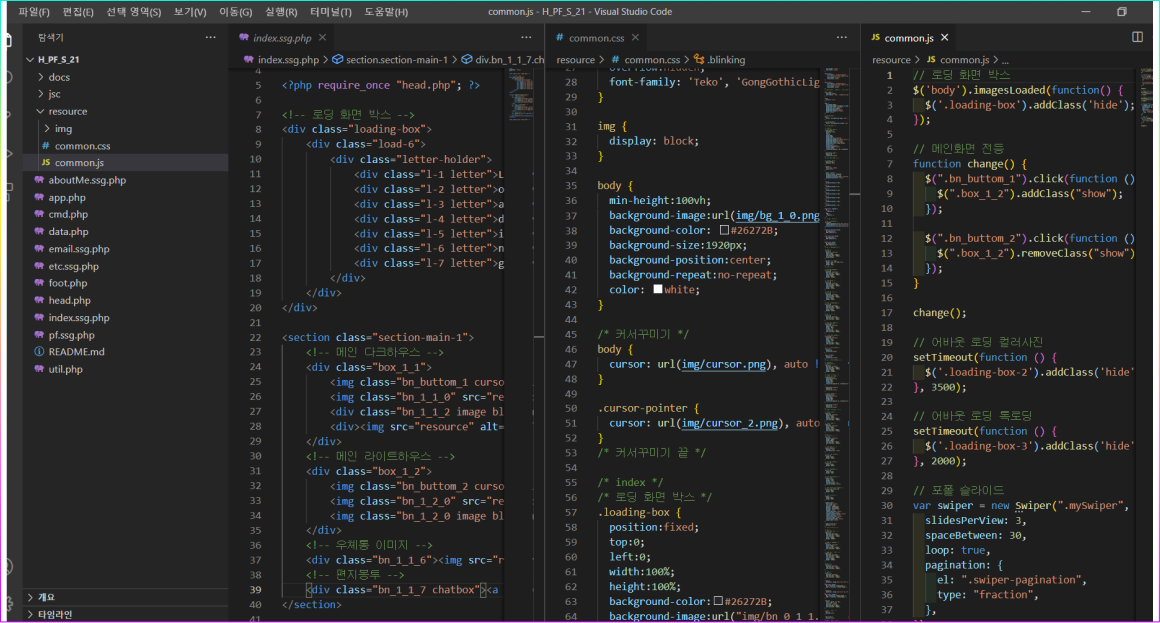 파일(F) 편집(E) 선택 영역(S) 보기(V) 이동(G) 실행(R) 터미널(T) 도움말(H) common.js - H_PF_S_21 - Visual Studio Code
탐색기
H_PF_S_21
docs
jsc
resource
img
# common.css
JS common.js
aboutMe.ssg.php
app.php
cmd.php
data.php
email.ssg.php
etc.ssg.php
foot.php
head.php
index.ssg.php
pf.ssg.php
README.md
util.php
개요
타임라인
index.ssg.php
index.ssg.php > section.section-main-1 > div.bn_1_1_7.ch
4
5 <?php require_once "head.php"; ?>
6
7 <!-- 로딩 화면 박스 -->
8 <div class="loading-box">
9 <div class="load-6">
10 <div class="letter-holder">
11 <div class="l-1 letter">L
12 <div class="l-2 letter">o
13 <div class="l-3 letter">a
14 <div class="l-4 letter">d
15 <div class="l-5 letter">i
16 <div class="l-6 letter">n
17 <div class="l-7 letter">g
18 </div>
19 </div>
20 </div>
21
22 <section class="section-main-1">
23 <!-- 메인 다크하우스 -->
24 <div class="box_1_1">
25 <img class="bn_buttom_1 curso
26 <img class="bn_1_1_0" src="re
27 <div class="bn_1_1_2 image bl
28 <div><img src="resource" alt=
29 </div>
30 <!-- 메인 라이트하우스 -->
31 <div class="box_1_2">
32 <img class="bn_buttom_2 curso
33 <img class="bn_1_2_0" src="re
34 <img class="bn_1_2_0 image bl
35 </div>
36 <!-- 우체통 이미지 -->
37 <div class="bn_1_1_6"><img src="r
38 <!-- 편지봉투 -->
39 <div class="bn_1_1_7 chatbox"><a
40 </section>
41
# common.css
resource > # common.css > .blinking
27 overflow:hidden;
28 font-family: 'Teko', 'GongGothicLig
29 }
30
31 img {
32 display: block;
33 }
34
35 body {
36 min-height:100vh;
37 background-image:url(img/bg_1_0.png
38 background-color: #26272B;
39 background-size:1920px;
40 background-position:center;
41 background-repeat:no-repeat;
42 color: white;
43 }
44
45 /* 커서꾸미기 */
46 body {
47 cursor: url(img/cursor.png), auto !
48 }
49
50 .cursor-pointer {
51 cursor: url(img/cursor_2.png), auto
52 }
53 /* 커서꾸미기 끝 */
54
55 /* index */
56 /* 로딩 화면 박스 */
57 .loading-box {
58 position:fixed;
59 top:0;
60 left:0;
61 width:100%;
62 height:100%;
63 background-color:#26272B;
64 background-image:url("img/bn_0_1_1.
JS common.js
resource > JS common.js > ...
1 // 로딩 화면 박스
2 $('body').imagesLoaded(function() {
3 $('.loading-box').addClass('hide');
4 });
5
6 // 메인화면 전등
7 function change() {
8 $(".bn_buttom_1").click(function ()
9 $(".box_1_2").addClass("show");
10 });
11
12 $(".bn_buttom_2").click(function ()
13 $(".box_1_2").removeClass("show")
14 });
15 }
16
17 change();
18
19 // 어바웃 로딩 컬러사진
20 setTimeout(function () {
21 $('.loading-box-2').addClass('hide'
22 }, 3500);
23
24 // 어바웃 로딩 톡로딩
25 setTimeout(function () {
26 $('.loading-box-3').addClass('hide'
27 }, 2000);
28
29 // 포폴 슬라이드
30 var swiper = new Swiper(".mySwiper",
31 slidesPerView: 3,
32 spaceBetween: 30,
33 loop: true,
34 pagination: {
35 el: ".swiper-pagination",
36 type: "fraction",
37 },